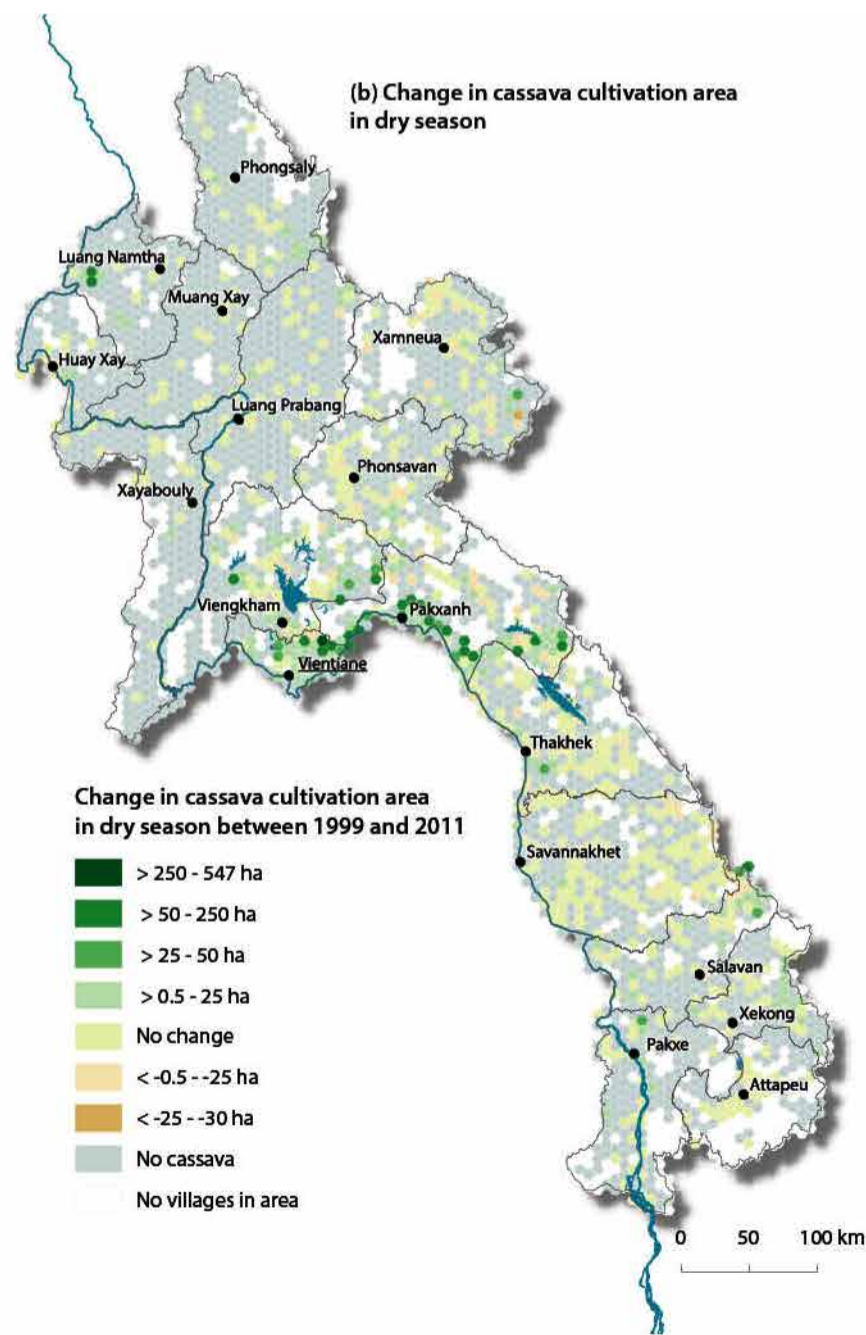 (b) Change in cassava cultivation area
in dry season
Phongsaly
Luang Namtha
Muang Xay
Xamneua
Huay Xay
Luang Prabang
Phonsavan
Xayabouly
Viengkham
Pakxanh
Vientiane
Thakhek
Change in cassava cultivation area
in dry season between 1999 and 2011
Savannakhet
> 250 - 547 ha
> 50 - 250 ha
> 25 - 50 ha
> 0.5 - 25 ha
No change
< -0.5 - -25 ha
< -25 - -30 ha
No cassava
No villages in area
Salavan
Xekong
Pakxe
Attapeu
0 50 100 km